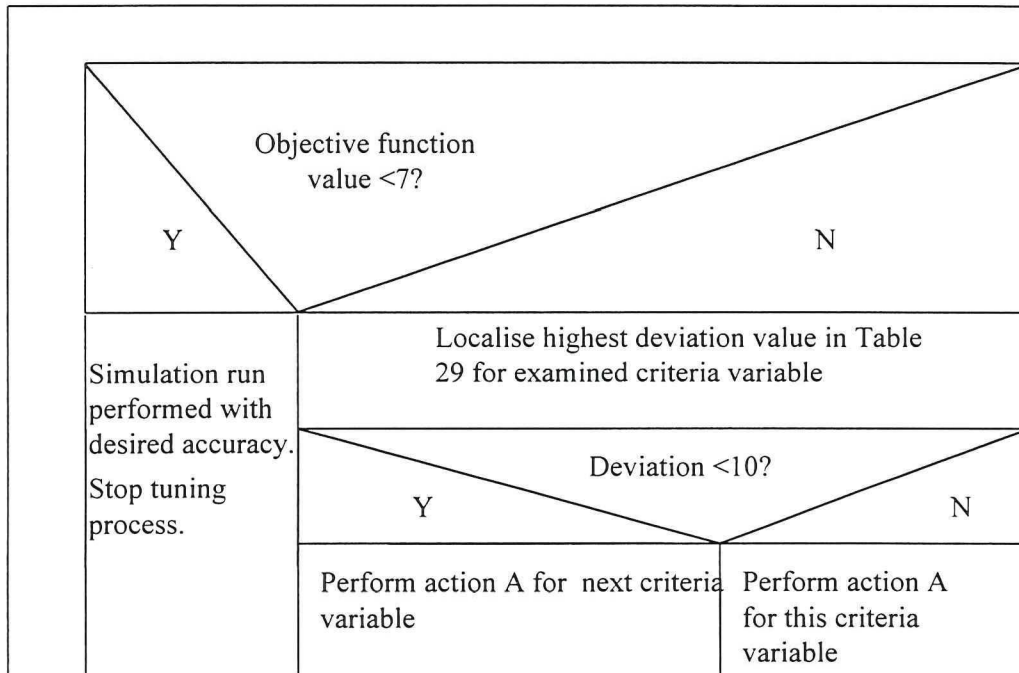 Objective function
value <7?
Y
N
Localise highest deviation value in Table
29 for examined criteria variable
Simulation run
performed with
desired accuracy.
Stop tuning
process.
Deviation <10?
Y
N
Perform action A for next criteria
variable
Perform action A
for this criteria
variable